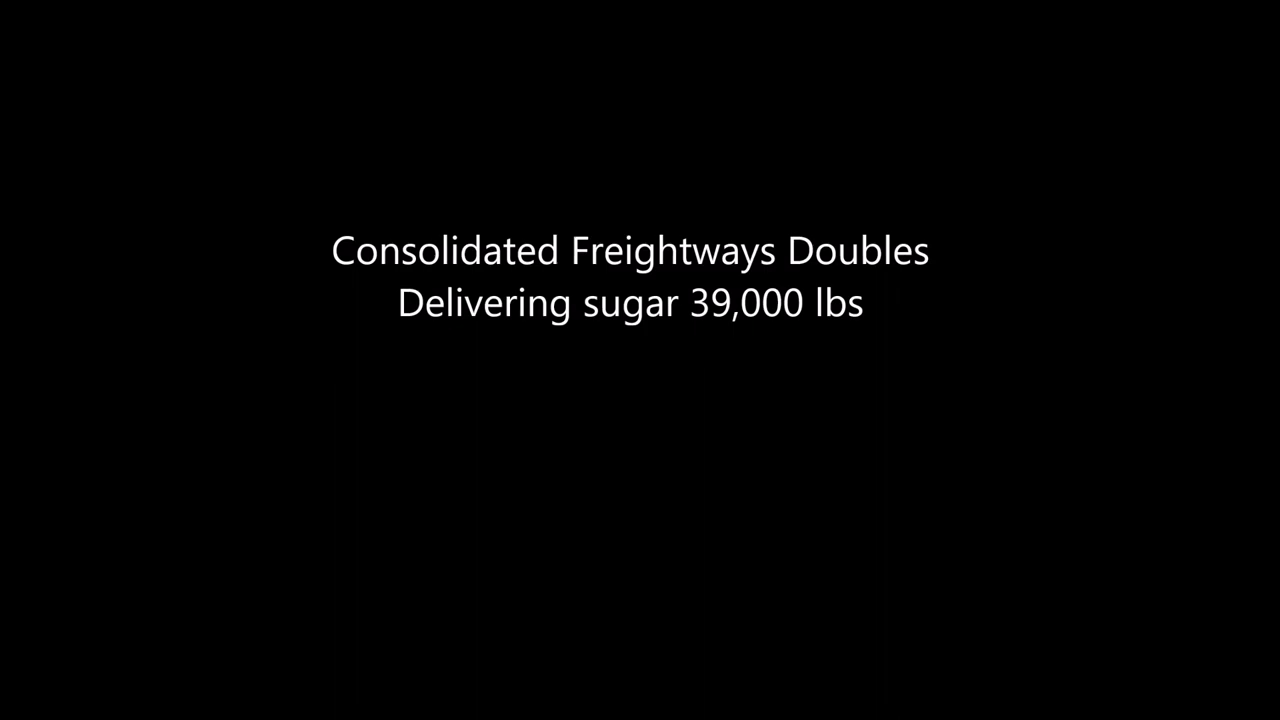 Consolidated Freightways Doubles
Delivering sugar 39,000 lbs